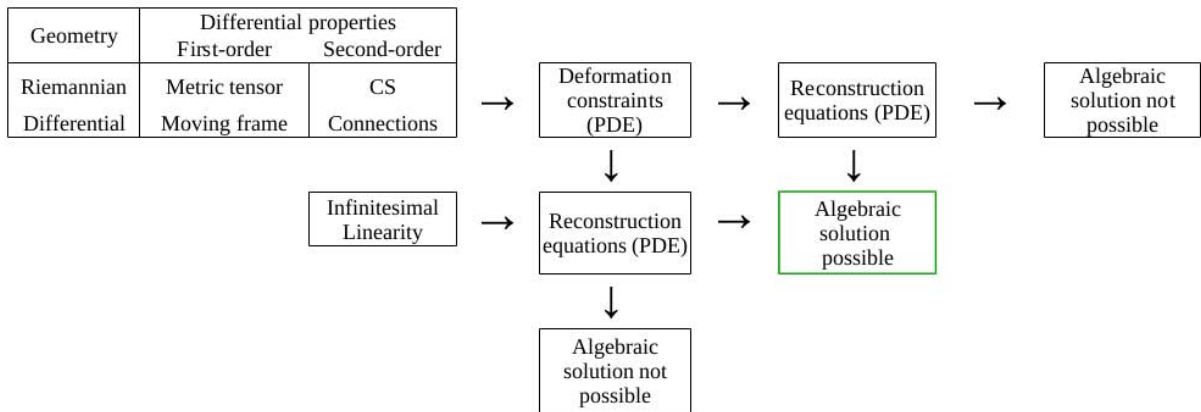 Geometry
Differential properties
First-order Second-order
Riemannian Metric tensor CS
Differential Moving frame Connections
Deformation
constraints
(PDE)
Reconstruction
equations (PDE)
Algebraic
solution not
possible
Infinitesimal
Linearity
Reconstruction
equations (PDE)
Algebraic
solution
possible
Algebraic
solution not
possible